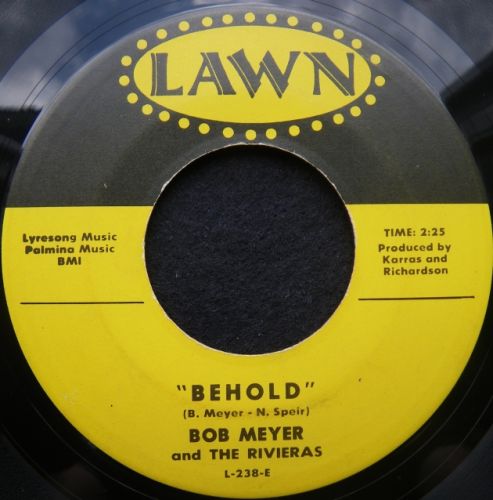 LAWN
Lyresong Music
Palmina Music
BMI
TIME: 2:25
Produced by
Karras and
Richardson
"BEHOLD"
(B. Meyer - N. Speir)
BOB MEYER
and THE RIVIERAS
L-238-E